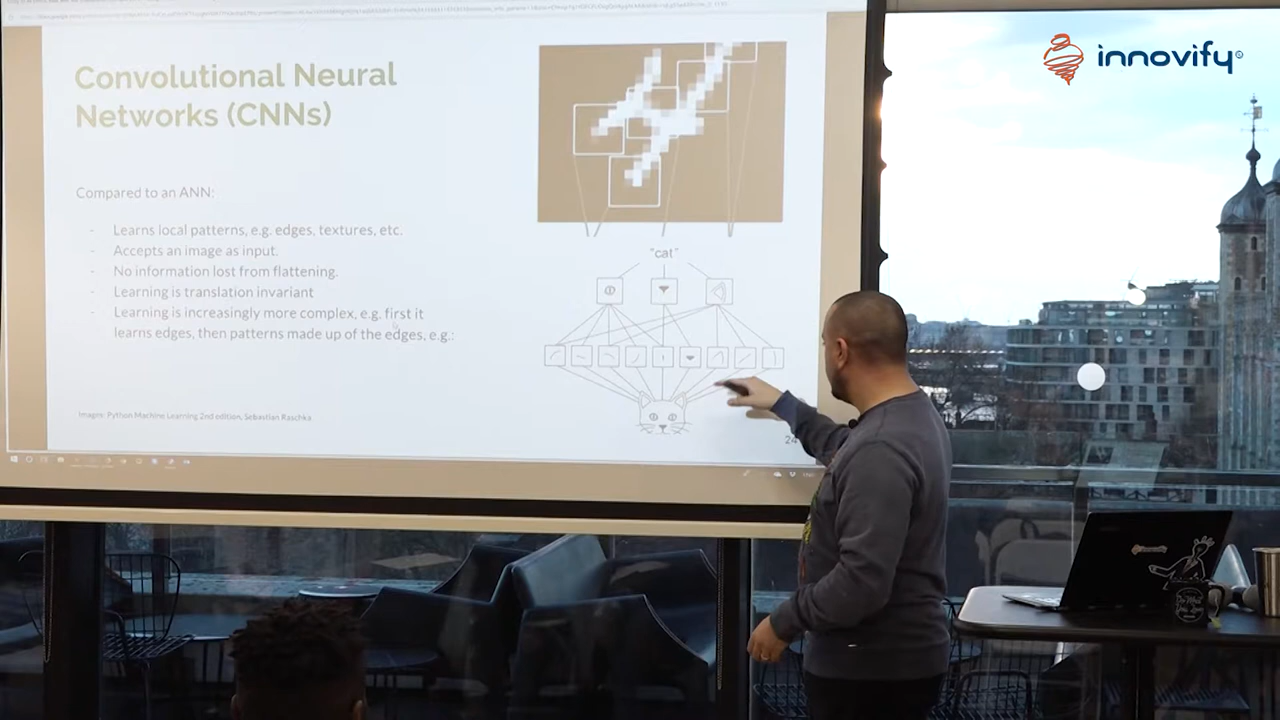 innovify
Convolutional Neural
Networks (CNNs)
Compared to an ANN:
- Learns local patterns, e.g. edges, textures, etc.
- Accepts an image as input.
- No information lost from flattening.
- Learning is translation invariant
- Learning is increasingly more complex, e.g. first it
learns edges, then patterns made up of the edges, e.g.:
"cat"
Images: Python Machine Learning 2nd edition, Sebastian Raschka
24